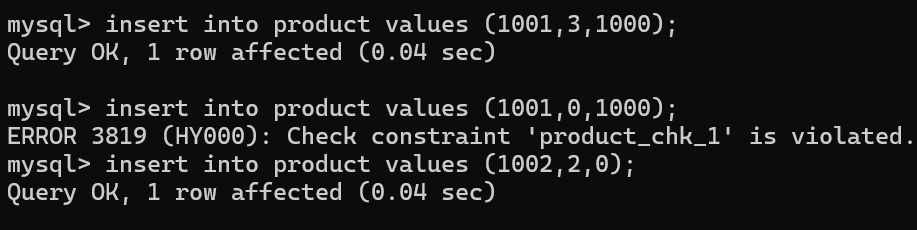 mysql> insert into product values (1001,3,1000);
Query OK, 1 row affected (0.04 sec)

mysql> insert into product values (1001,0,1000);
ERROR 3819 (HY000): Check constraint 'product_chk_1' is violated.
mysql> insert into product values (1002,2,0);
Query OK, 1 row affected (0.04 sec)